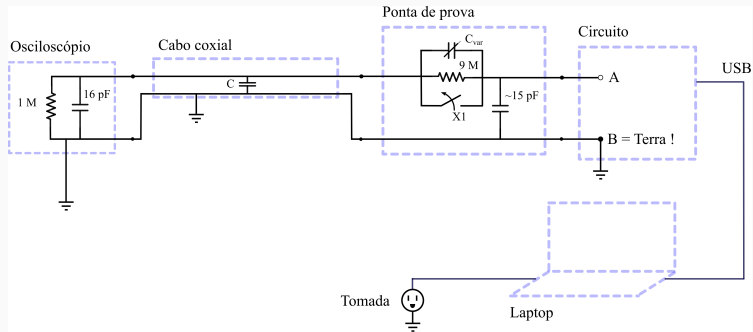 Osciloscópio
1 M
16 pF
Cabo coxial
C
Ponta de prova
Cvar
9 M
X1
~15 pF
Circuito
A
B = Terra !
USB
Tomada
Laptop